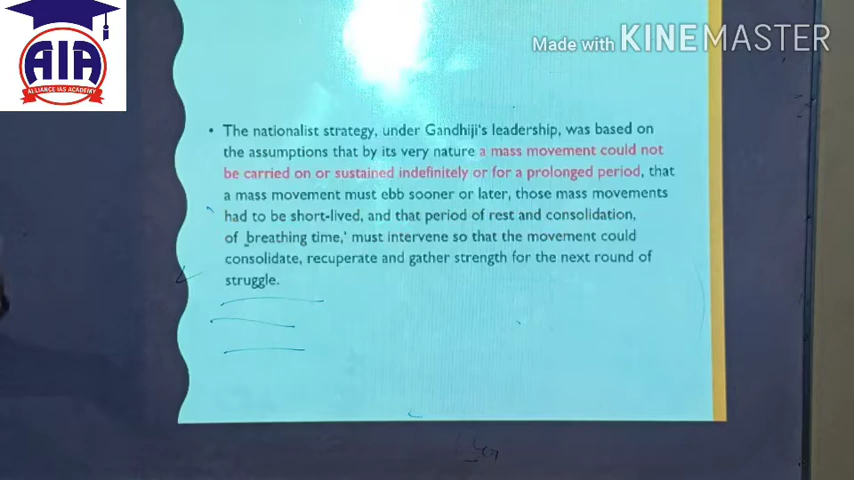 Made with KINEMASTER
AIA
ALLIANCE IAS ACADEMY
• The nationalist strategy, under Gandhiji's leadership, was based on
the assumptions that by its very nature a mass movement could not
be carried on or sustained indefinitely or for a prolonged period, that
a mass movement must ebb sooner or later, those mass movements
had to be short-lived, and that period of rest and consolidation,
of 'breathing time,' must intervene so that the movement could
consolidate, recuperate and gather strength for the next round of
struggle.